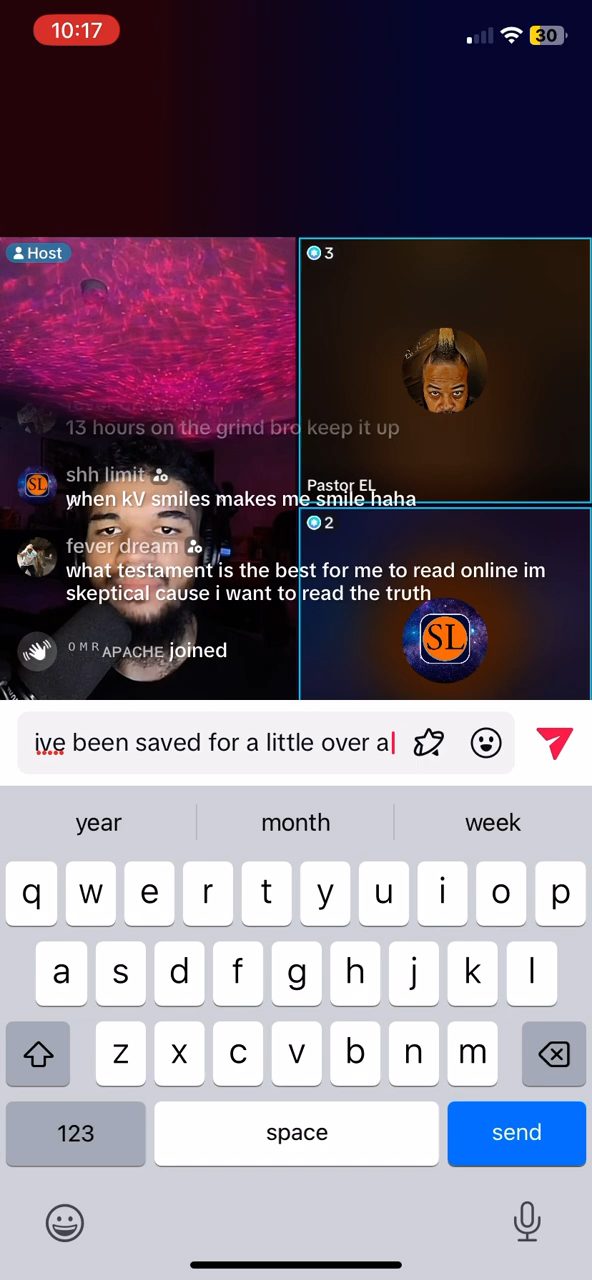 10:17
30
Host
3
13 hours on the grind bro keep it up
shh limit
SL
when kV smiles makes me smile haha
Pastor EL
2
fever dream
what testament is the best for me to read online im
skeptical cause i want to read the truth
SL
ᴼᴹᴿAPACHE joined
ive been saved for a little over a
year month week
q w e r t y u i o p
a s d f g h j k l
z x c v b n m
123 space send